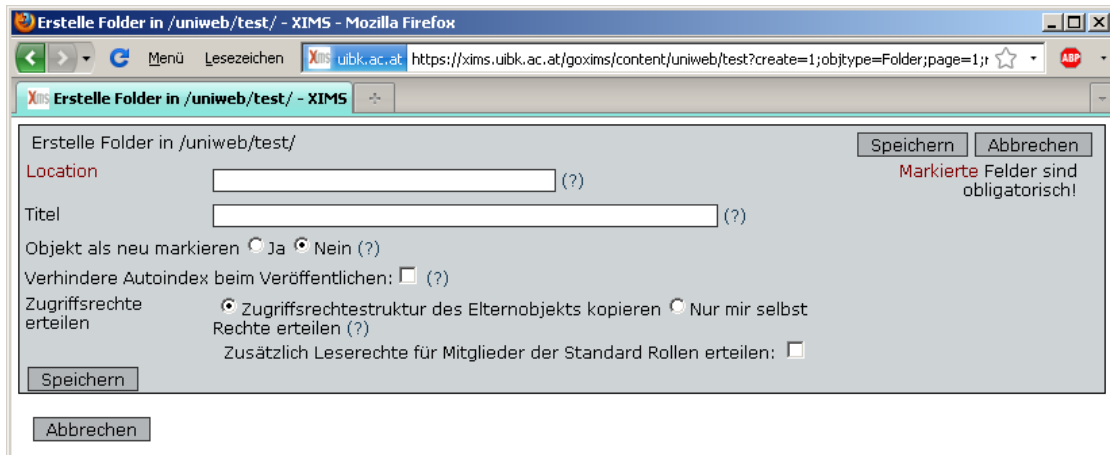 Erstelle Folder in /uniweb/test/ - XIMS - Mozilla Firefox
Menü Lesezeichen Xims uibk.ac.at https://xims.uibk.ac.at/goxims/content/uniweb/test?create=1;objtype=Folder;page=1;r ABP
Xims Erstelle Folder in /uniweb/test/ - XIMS
Erstelle Folder in /uniweb/test/ Speichern Abbrechen
Location (?) Markierte Felder sind
obligatorisch!
Titel (?)
Objekt als neu markieren Ja Nein (?)
Verhindere Autoindex beim Veröffentlichen: (?)
Zugriffsrechte
erteilen
Zugriffsrechtestruktur des Elternobjekts kopieren Nur mir selbst
Rechte erteilen (?)
Zusätzlich Leserechte für Mitglieder der Standard Rollen erteilen:
Speichern
Abbrechen